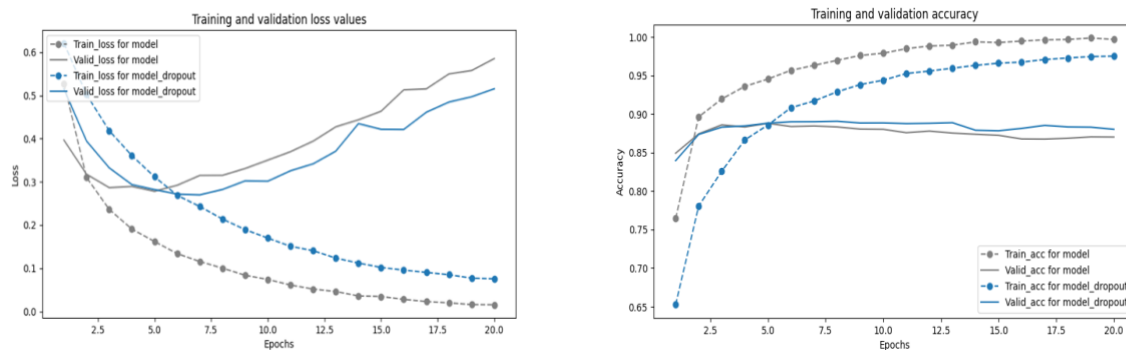 Training and validation loss values
Train_loss for model
Valid_loss for model
Train_loss for model_dropout
Valid_loss for model_dropout
Loss
0.6
0.5
0.4
0.3
0.2
0.1
0.0
2.5 5.0 7.5 10.0 12.5 15.0 17.5 20.0
Epochs
Training and validation accuracy
Accuracy
1.00
0.95
0.90
0.85
0.80
0.75
0.70
0.65
Train_acc for model
Valid_acc for model
Train_acc for model_dropout
Valid_acc for model_dropout
2.5 5.0 7.5 10.0 12.5 15.0 17.5 20.0
Epochs